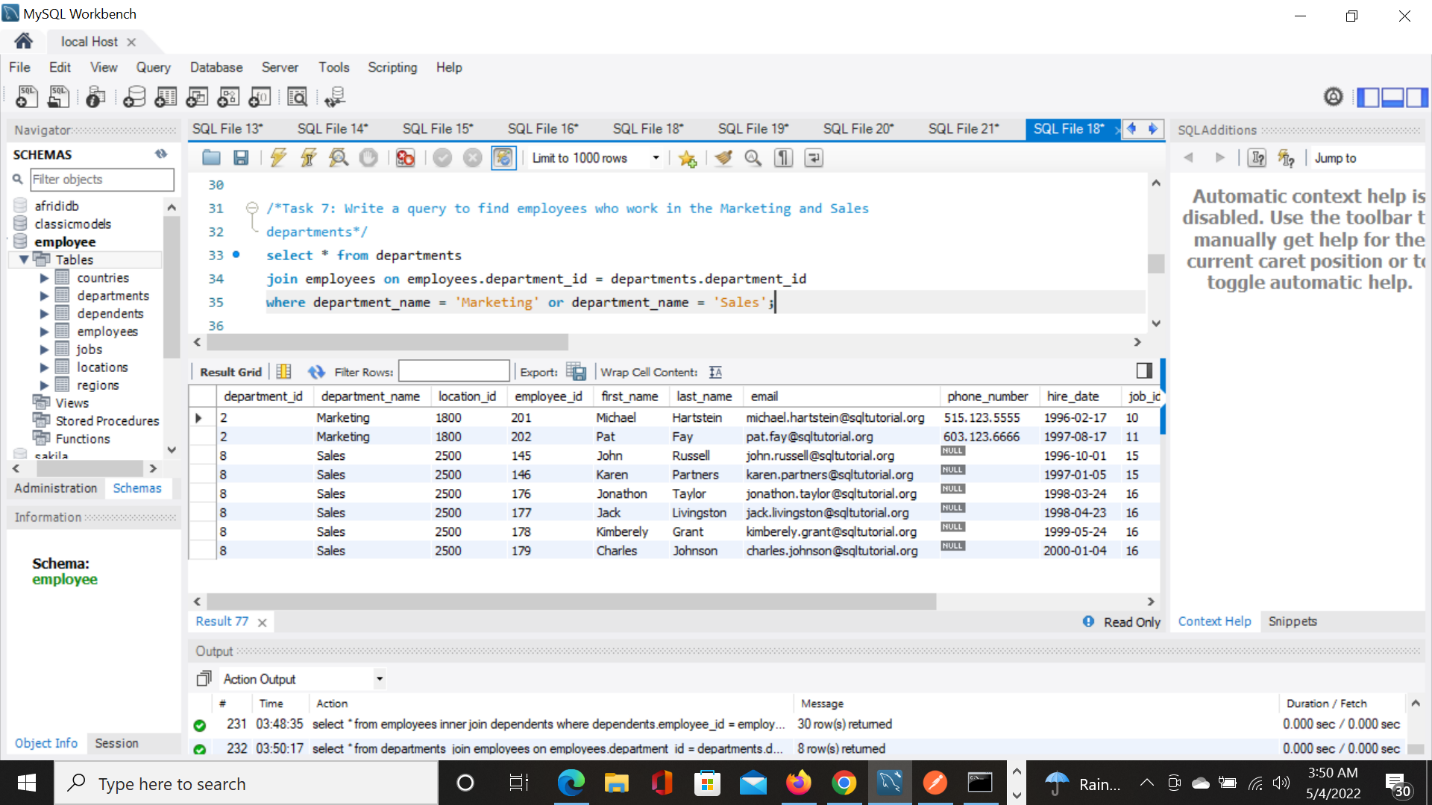 MySQL Workbench
local Host
File Edit View Query Database Server Tools Scripting Help
Navigator
SCHEMAS
Filter objects
afrididb
classicmodels
employee
Tables
countries
departments
dependents
employees
jobs
locations
regions
Views
Stored Procedures
Functions
sakila
Administration Schemas
Information
Schema:
employee
Object Info Session
SQL File 13* SQL File 14* SQL File 15* SQL File 16* SQL File 18* SQL File 19* SQL File 20* SQL File 21* SQL File 18*
Limit to 1000 rows
30
31 /*Task 7: Write a query to find employees who work in the Marketing and Sales
32 departments*/
33 select * from departments
34 join employees on employees.department_id = departments.department_id
35 where department_name = 'Marketing' or department_name = 'Sales';
36
Result Grid Filter Rows: Export: Wrap Cell Content:
department_id department_name location_id employee_id first_name last_name email phone_number hire_date job_id
2 Marketing 1800 201 Michael Hartstein michael.hartstein@sqltutorial.org 515.123.5555 1996-02-17 10
2 Marketing 1800 202 Pat Fay pat.fay@sqltutorial.org 603.123.6666 1997-08-17 11
8 Sales 2500 145 John Russell john.russell@sqltutorial.org NULL 1996-10-01 15
8 Sales 2500 146 Karen Partners karen.partners@sqltutorial.org NULL 1997-01-05 15
8 Sales 2500 176 Jonathon Taylor jonathon.taylor@sqltutorial.org NULL 1998-03-24 16
8 Sales 2500 177 Jack Livingston jack.livingston@sqltutorial.org NULL 1998-04-23 16
8 Sales 2500 178 Kimberely Grant kimberely.grant@sqltutorial.org NULL 1999-05-24 16
8 Sales 2500 179 Charles Johnson charles.johnson@sqltutorial.org NULL 2000-01-04 16
Result 77
Read Only
SQLAdditions
Jump to
Automatic context help is
disabled. Use the toolbar t
manually get help for the
current caret position or to
toggle automatic help.
Context Help Snippets
Output
Action Output
# Time Action Message Duration / Fetch
231 03:48:35 select * from employees inner join dependents where dependents.employee_id = employ... 30 row(s) returned 0.000 sec / 0.000 sec
232 03:50:17 select * from departments join employees on employees.department_id = departments.d... 8 row(s) returned 0.000 sec / 0.000 sec
Type here to search
Rain...
3:50 AM
5/4/2022
30